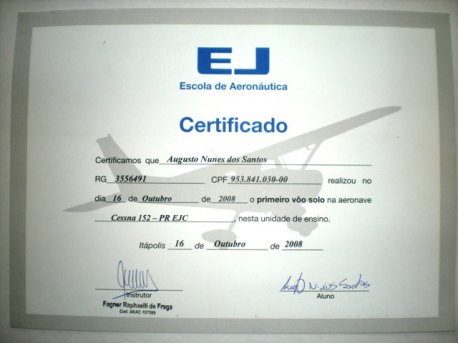 EJ
Escola de Aeronáutica
Certificado
Certificamos que Augusto Nunes dos Santos
RG 3556491 CPF 953.841.030-00 realizou no
dia 16 de Outubro de 2008 o primeiro vôo solo na aeronave
Cessna 152 – PR EJC , nesta unidade de ensino.
Itápolis 16 de Outubro de 2008
Instrutor
Fagner Raphaelli de Fraga
Aluno